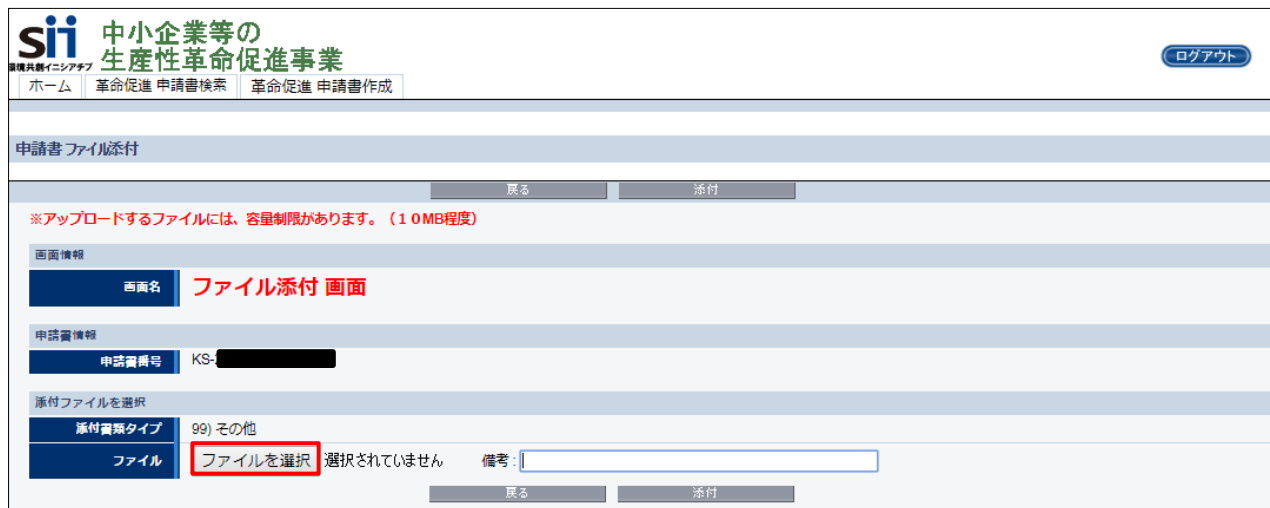 sii 中小企業等の
環境共創イニシアチブ 生産性革命促進事業
ログアウト
ホーム 革命促進 申請書検索 革命促進 申請書作成
申請書 ファイル添付
戻る 添付
※アップロードするファイルには、容量制限があります。（１０MB程度）
画面情報
画面名 ファイル添付 画面
申請書情報
申請書番号 KS-
添付ファイルを選択
添付書類タイプ 99) その他
ファイル ファイルを選択 選択されていません 備考 :
戻る 添付